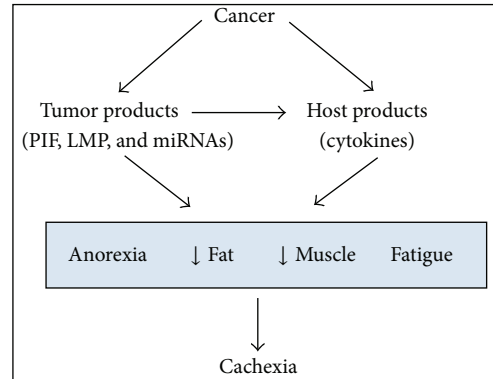 Cancer
Tumor products
(PIF, LMP, and miRNAs)
Host products
(cytokines)
Anorexia ↓ Fat ↓ Muscle Fatigue
Cachexia